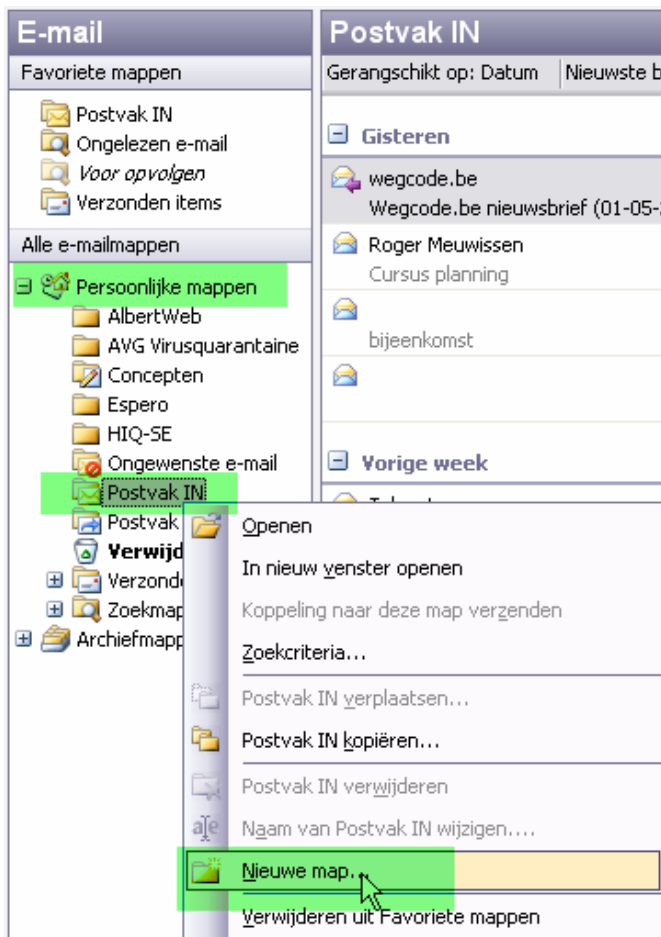 E-mail
Favoriete mappen
Postvak IN
Ongelezen e-mail
Voor opvolgen
Verzonden items
Alle e-mailmappen
Persoonlijke mappen
AlbertWeb
AVG Virusquarantaine
Concepten
Espero
HIQ-SE
Ongewenste e-mail
Postvak IN
Postvak
Verwijd
Verzond
Zoekmap
Archiefmapp
Postvak IN
Gerangschikt op: Datum Nieuwste b
Gisteren
wegcode.be
Wegcode.be nieuwsbrief (01-05-
Roger Meuwissen
Cursus planning
bijeenkomst
Vorige week
Openen
In nieuw venster openen
Koppeling naar deze map verzenden
Zoekcriteria...
Postvak IN verplaatsen...
Postvak IN kopiëren...
Postvak IN verwijderen
Naam van Postvak IN wijzigen....
Nieuwe map...
Verwijderen uit Favoriete mappen